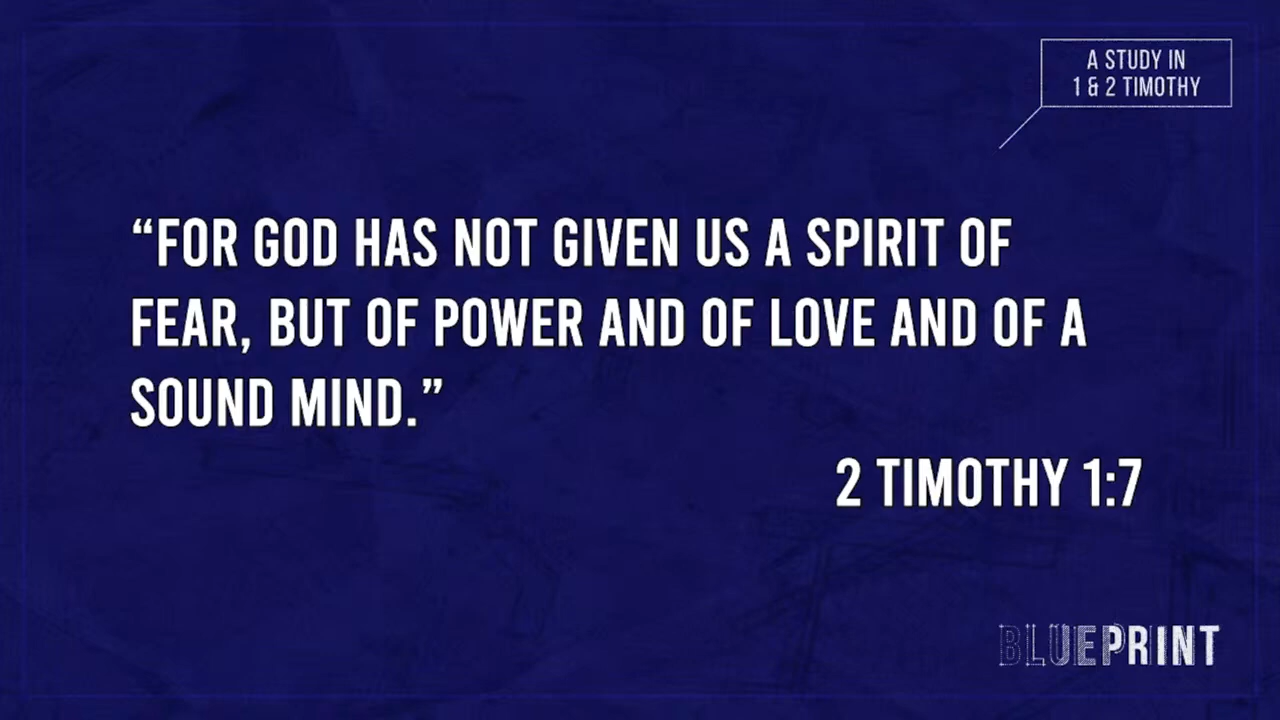 A STUDY IN
1 & 2 TIMOTHY
“FOR GOD HAS NOT GIVEN US A SPIRIT OF
FEAR, BUT OF POWER AND OF LOVE AND OF A
SOUND MIND.”
2 TIMOTHY 1:7
BLUEPRINT